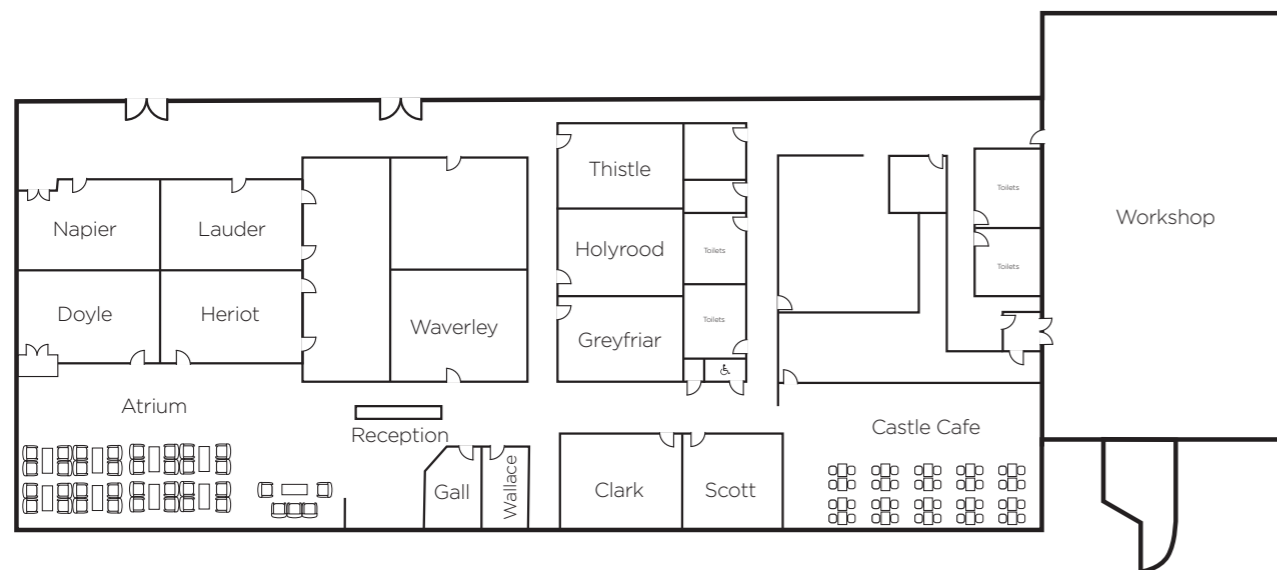 Thistle
Toilets
Workshop
Napier
Lauder
Holyrood
Toilets
Toilets
Doyle
Heriot
Waverley
Greyfriar
Toilets
Atrium
Reception
Castle Cafe
Gall
Wallace
Clark
Scott